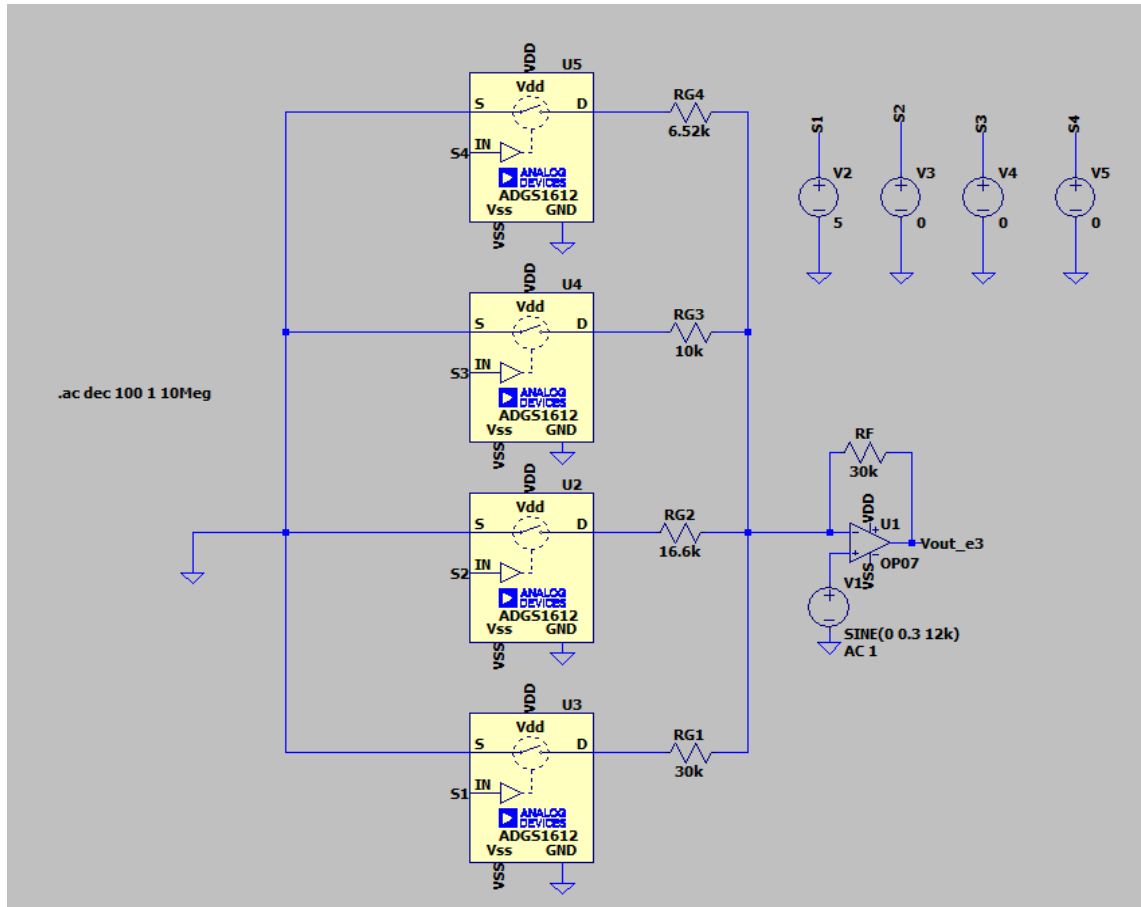 VDD
U5
Vdd
S
D
IN
S4
ANALOG
DEVICES
ADGS1612
Vss
GND
VSS
RG4
6.52k
VDD
U4
Vdd
S
D
IN
S3
ANALOG
DEVICES
ADGS1612
Vss
GND
VSS
RG3
10k
.ac dec 100 1 10Meg
VDD
U2
Vdd
S
D
IN
S2
ANALOG
DEVICES
ADGS1612
Vss
GND
VSS
RG2
16.6k
VDD
U3
Vdd
S
D
IN
S1
ANALOG
DEVICES
ADGS1612
Vss
GND
VSS
RG1
30k
S1
V2
5
S2
V3
0
S3
V4
0
S4
V5
0
RF
30k
VDD
U1
Vout_e3
VSS
OP07
V1
SINE(0 0.3 12k)
AC 1